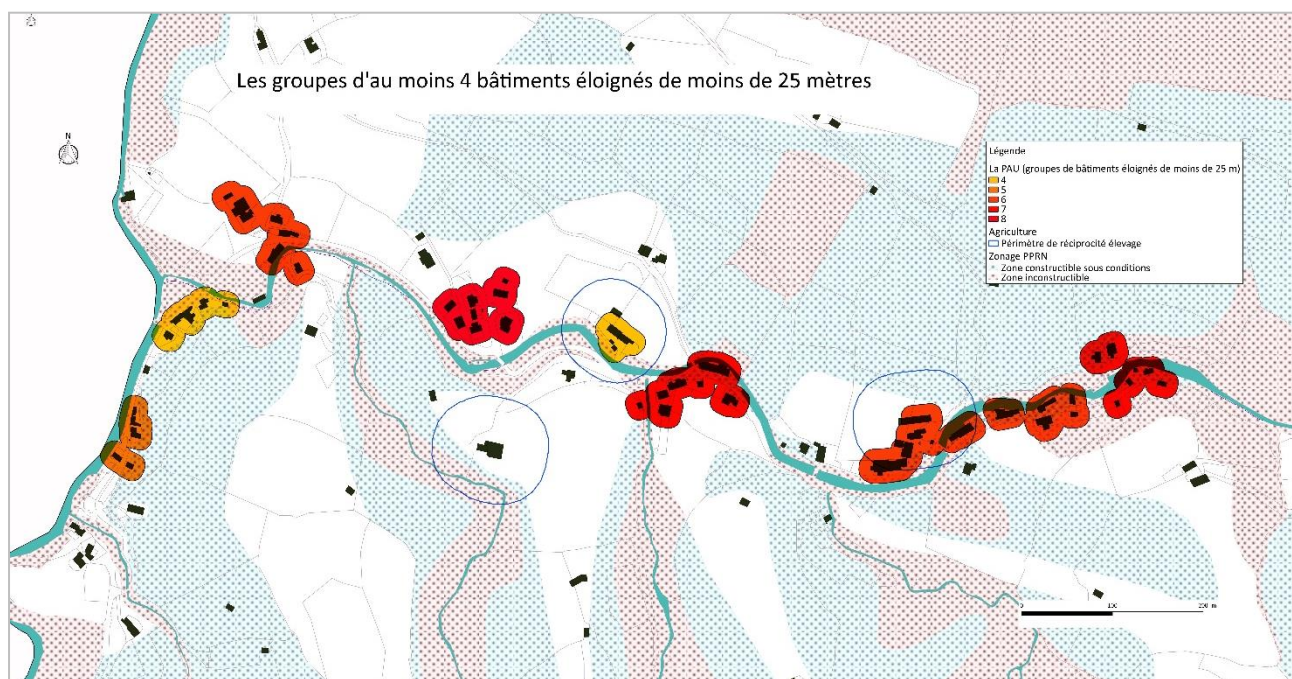 Les groupes d'au moins 4 bâtiments éloignés de moins de 25 mètres
N
Légende
La PAU (groupes de bâtiments éloignés de moins de 25 m)
4
5
6
7
8
Agriculture
Périmètre de réciprocité élevage
Zonage PPRN
Zone constructible sous conditions
Zone inconstructible
0 100 200 m